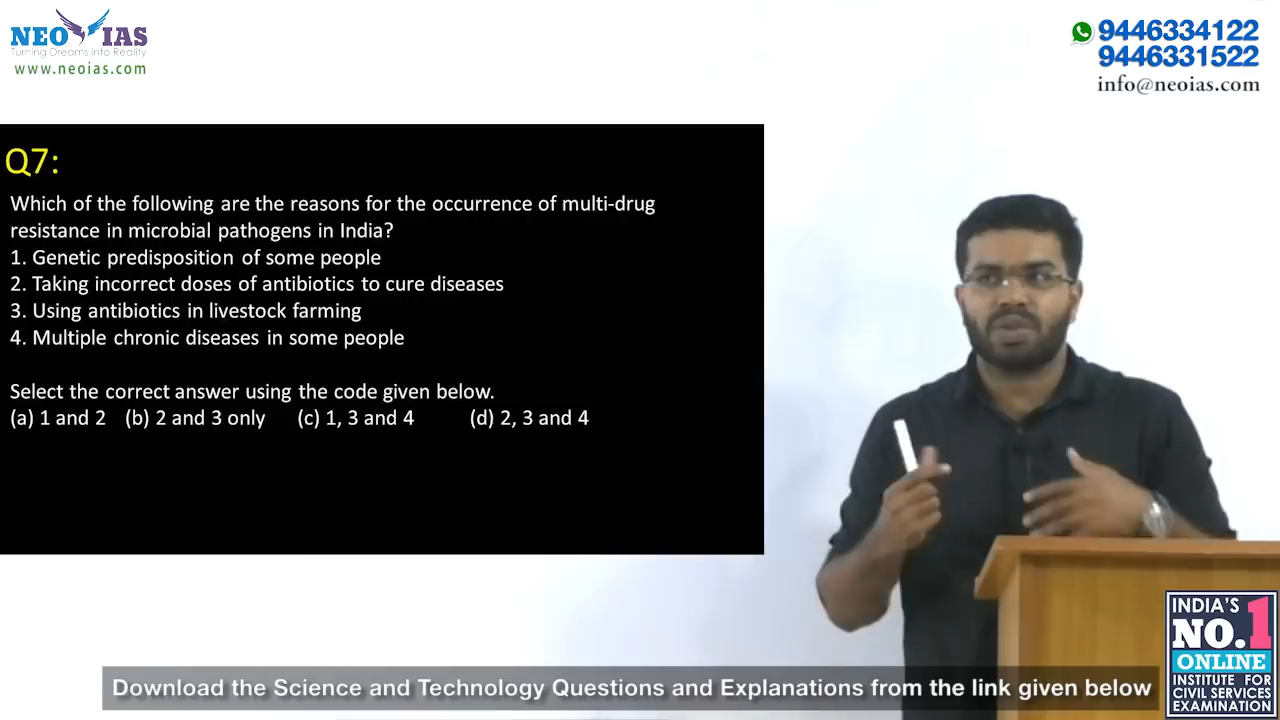 NEO IAS
Turning Dreams into Reality
www.neoias.com
9446334122
9446331522
info@neoias.com
Q7:
Which of the following are the reasons for the occurrence of multi-drug
resistance in microbial pathogens in India?
1. Genetic predisposition of some people
2. Taking incorrect doses of antibiotics to cure diseases
3. Using antibiotics in livestock farming
4. Multiple chronic diseases in some people
Select the correct answer using the code given below.
(a) 1 and 2 (b) 2 and 3 only (c) 1, 3 and 4 (d) 2, 3 and 4
INDIA'S
NO.1
ONLINE
INSTITUTE FOR
CIVIL SERVICES
EXAMINATION
Download the Science and Technology Questions and Explanations from the link given below